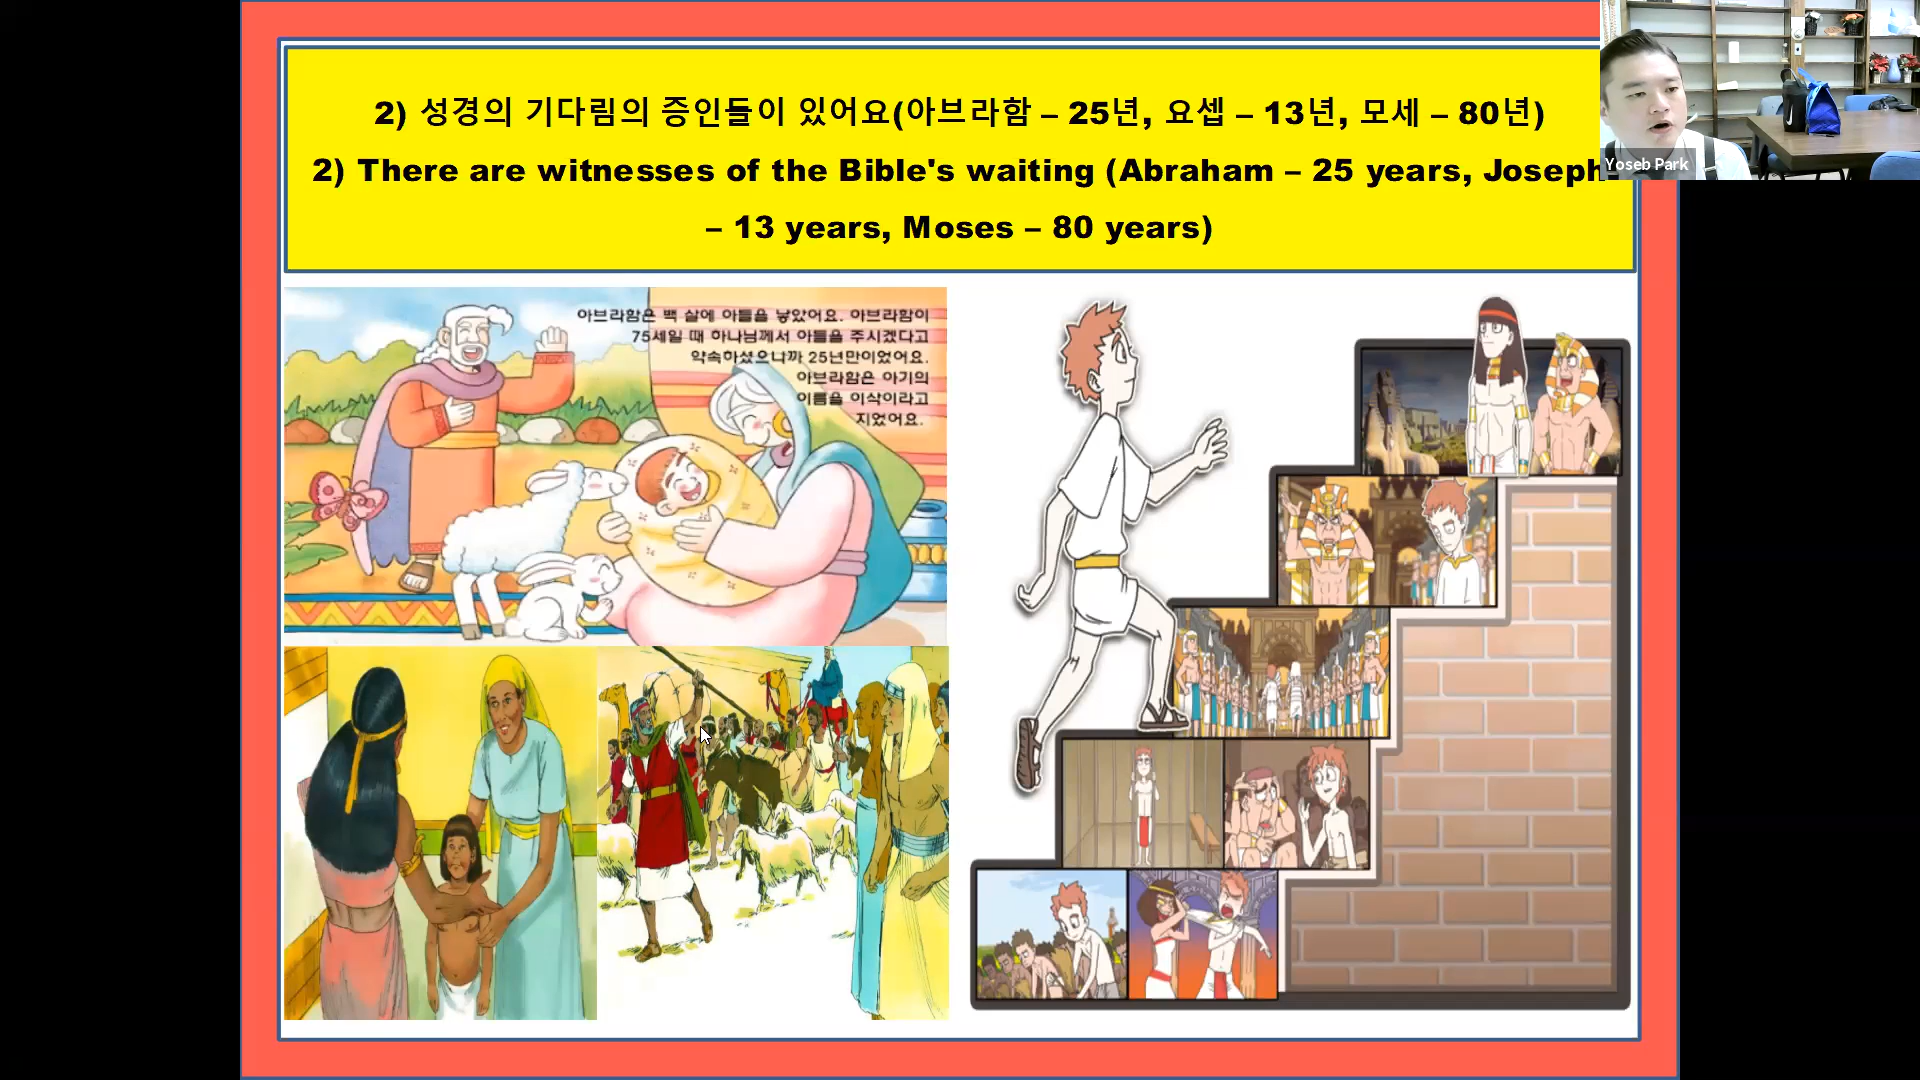 2) 성경의 기다림의 증인들이 있어요(아브라함 – 25년, 요셉 – 13년, 모세 – 80년)
2) There are witnesses of the Bible's waiting (Abraham – 25 years, Joseph
– 13 years, Moses – 80 years)
Yoseb Park
아브라함은 백 살에 아들을 낳았어요. 아브라함이
75세일 때 하나님께서 아들을 주시겠다고
약속하셨으니까 25년만이었어요.
아브라함은 아기의
이름을 이삭이라고
지었어요.